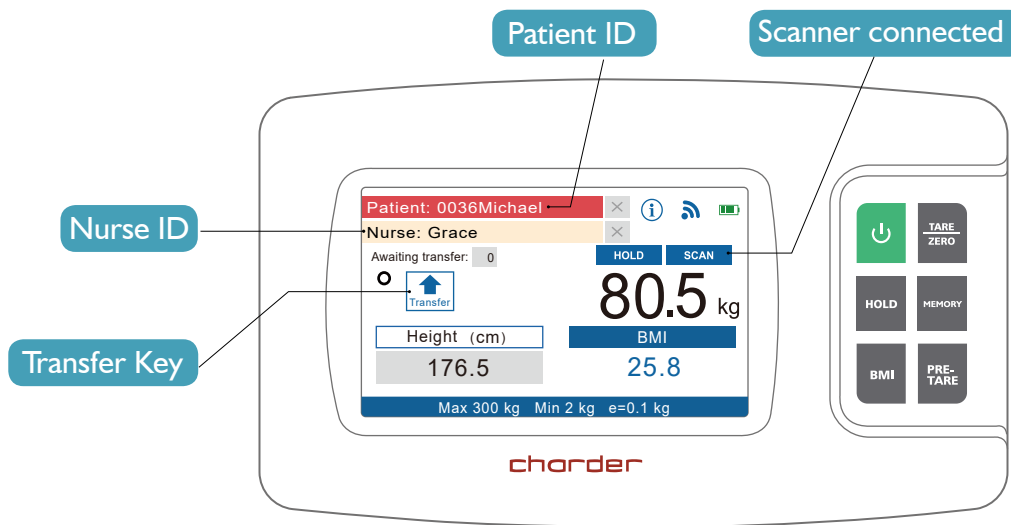 Patient ID
Scanner connected
Patient: 0036Michael
Nurse ID
Nurse: Grace
Awaiting transfer: 0
HOLD SCAN
TARE
ZERO
Transfer
80.5 kg
HOLD
MEMORY
Transfer Key
Height (cm)
BMI
176.5
25.8
BMI
PRE-
TARE
Max 300 kg Min 2 kg e=0.1 kg
charder